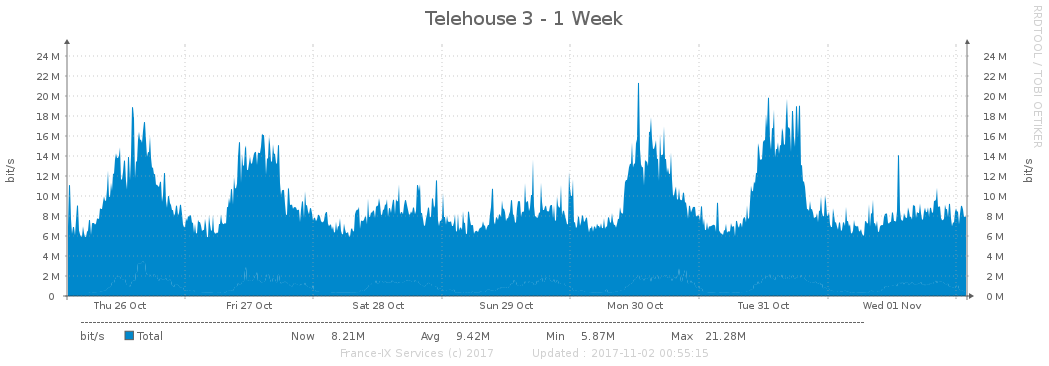 Telehouse 3 - 1 Week
RRDTOOL / TOBI OETIKER
24 M 24 M
22 M 22 M
20 M 20 M
18 M 18 M
16 M 16 M
14 M 14 M
12 M 12 M
10 M 10 M
8 M 8 M
6 M 6 M
4 M 4 M
2 M 2 M
0 0 M
bit/s
bit/s
Thu 26 Oct Fri 27 Oct Sat 28 Oct Sun 29 Oct Mon 30 Oct Tue 31 Oct Wed 01 Nov
bit/s Total Now 8.21M Avg 9.42M Min 5.87M Max 21.28M
France-IX Services (c) 2017 Updated : 2017-11-02 00:55:15